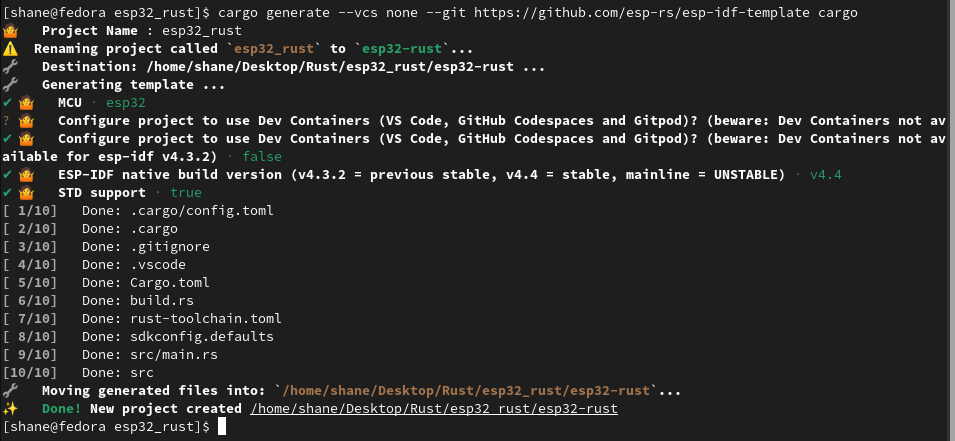 [shane@fedora esp32_rust]$ cargo generate --vcs none --git https://github.com/esp-rs/esp-idf-template cargo
🤷   Project Name : esp32_rust
⚠️  Renaming project called `esp32_rust` to `esp32-rust`...
🔧   Destination: /home/shane/Desktop/Rust/esp32_rust/esp32-rust ...
🔧   Generating template ...
✔ 🤷   MCU · esp32
? 🤷   Configure project to use Dev Containers (VS Code, GitHub Codespaces and Gitpod)? (beware: Dev Containers not av
✔ 🤷   Configure project to use Dev Containers (VS Code, GitHub Codespaces and Gitpod)? (beware: Dev Containers not av
ailable for esp-idf v4.3.2) · false
✔ 🤷   ESP-IDF native build version (v4.3.2 = previous stable, v4.4 = stable, mainline = UNSTABLE) · v4.4
✔ 🤷   STD support · true
[ 1/10]   Done: .cargo/config.toml
[ 2/10]   Done: .cargo
[ 3/10]   Done: .gitignore
[ 4/10]   Done: .vscode
[ 5/10]   Done: Cargo.toml
[ 6/10]   Done: build.rs
[ 7/10]   Done: rust-toolchain.toml
[ 8/10]   Done: sdkconfig.defaults
[ 9/10]   Done: src/main.rs
[10/10]   Done: src
🔧   Moving generated files into: `/home/shane/Desktop/Rust/esp32_rust/esp32-rust`...
✨   Done! New project created /home/shane/Desktop/Rust/esp32_rust/esp32-rust
[shane@fedora esp32_rust]$